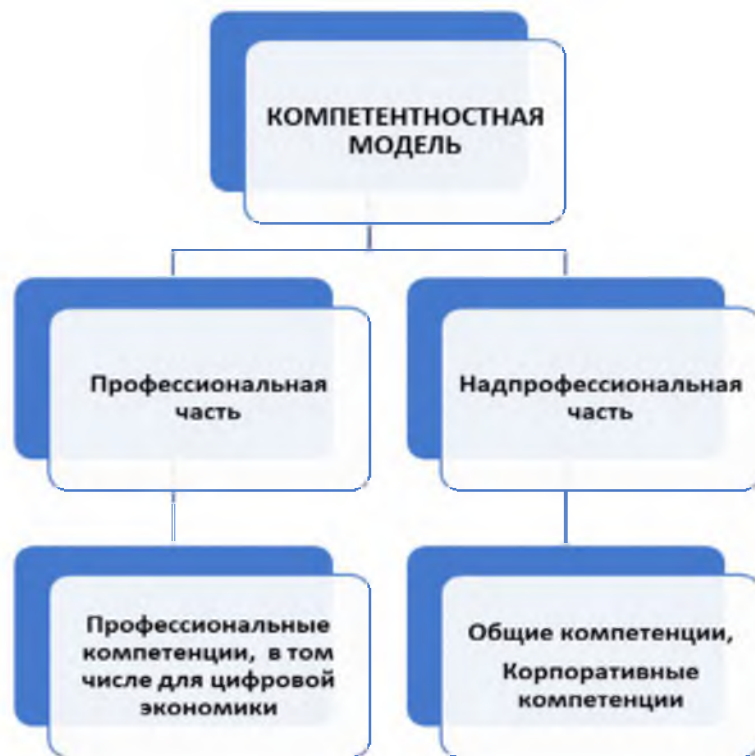 КОМПЕТЕНТНОСТНАЯ
МОДЕЛЬ
Профессиональная
часть
Надпрофессиональная
часть
Профессиональные
компетенции, в том
числе для цифровой
экономики
Общие компетенции,
Корпоративные
компетенции